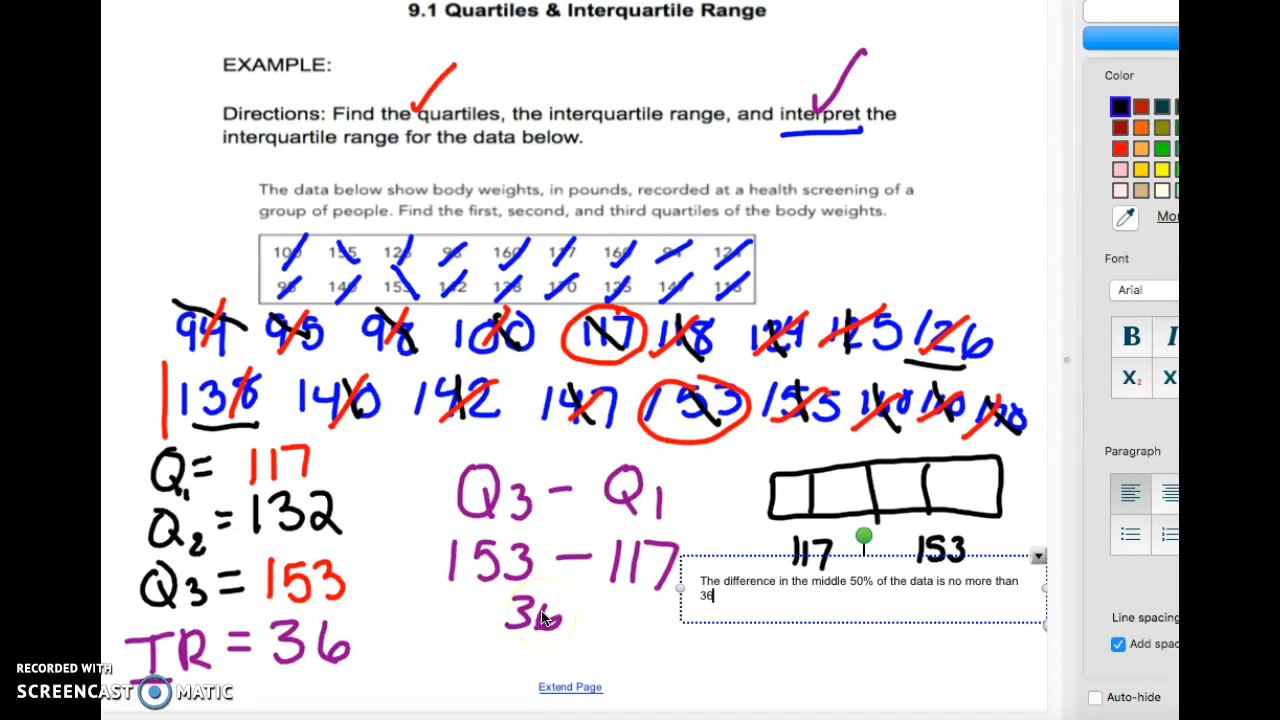 9.1 Quartiles & Interquartile Range
EXAMPLE:
Directions: Find the quartiles, the interquartile range, and interpret the
interquartile range for the data below.
The data below show body weights, in pounds, recorded at a health screening of a
group of people. Find the first, second, and third quartiles of the body weights.
94 95 98 100 117 118 124 125 126
138 140 142 147 153 155
Q1= 117
Q2 = 132
Q3 = 153
IR = 36
Q3 - Q1
153 - 117
36
117 153
The difference in the middle 50% of the data is no more than
36
Extend Page
RECORDED WITH
SCREENCAST MATIC
Color
Font
Arial
B
X2
Paragraph
Line spacing
Add spac
Auto-hide